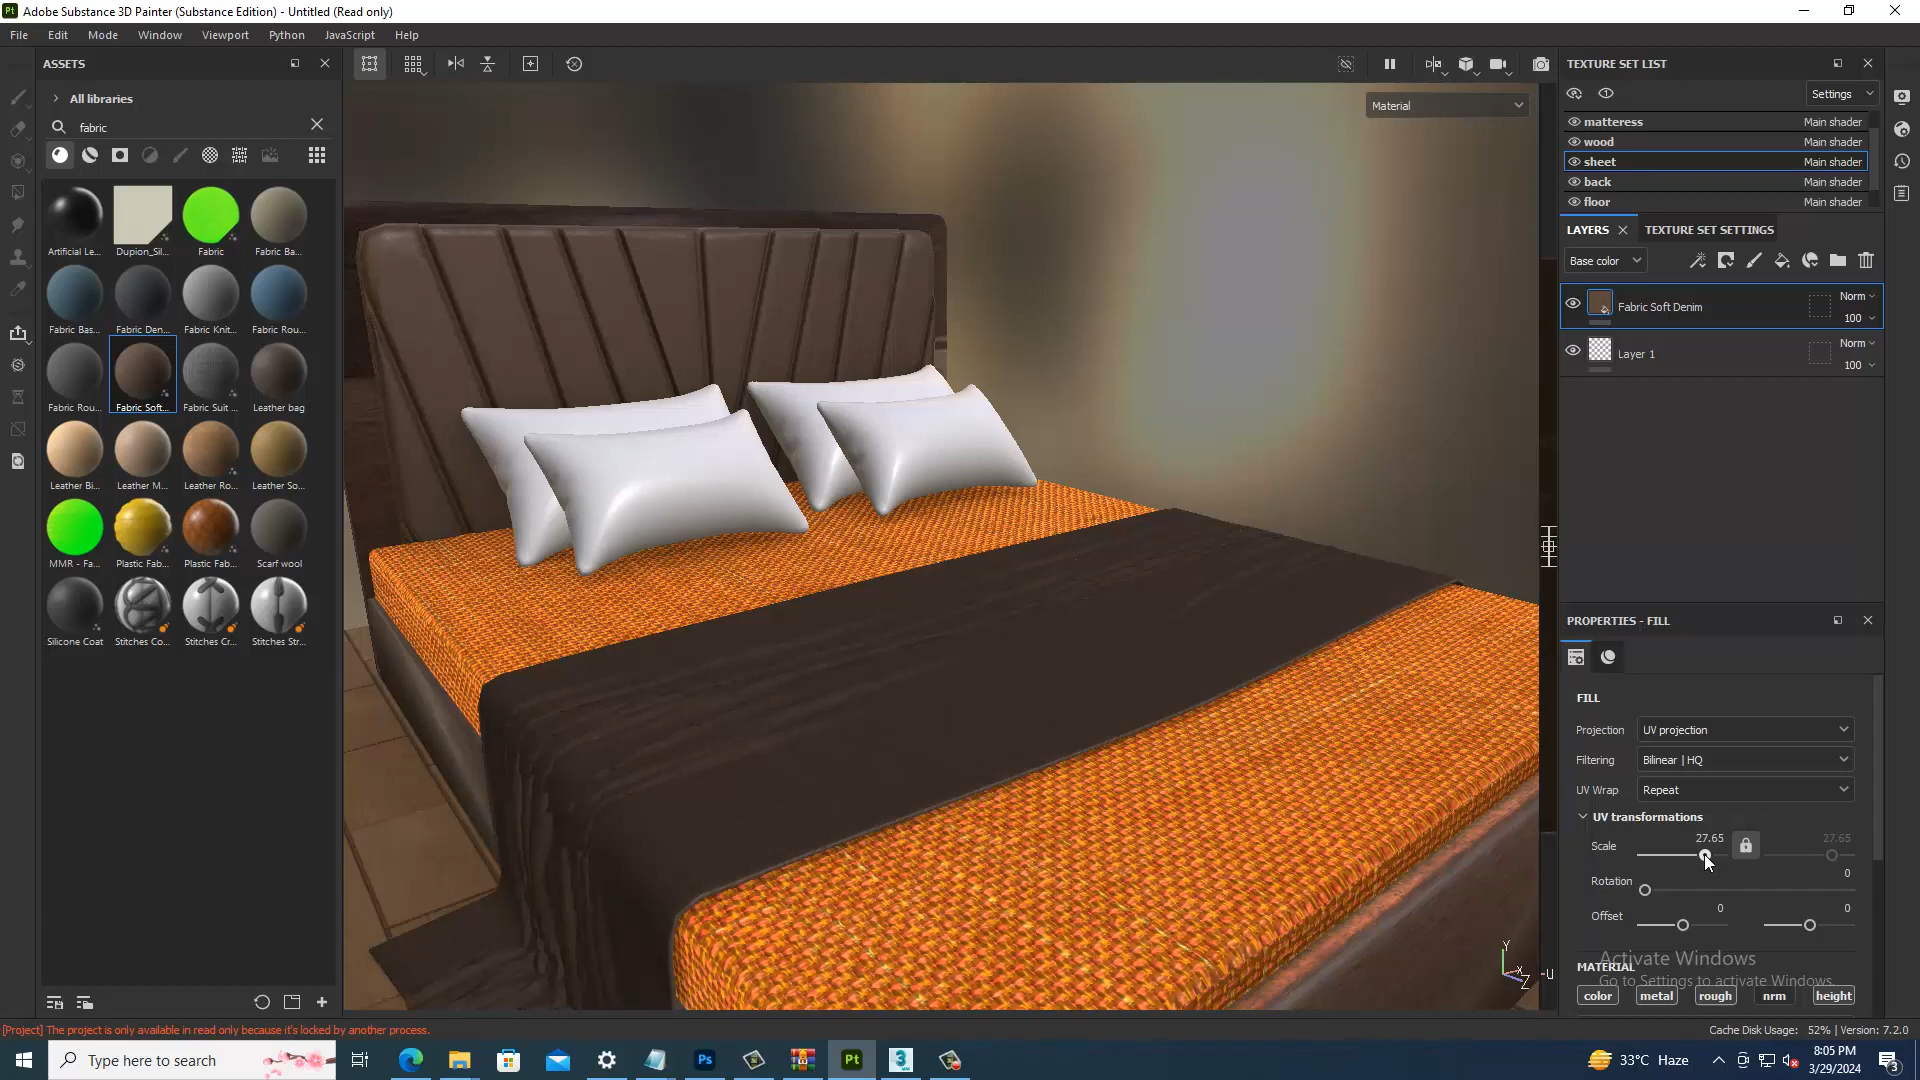 Adobe Substance 3D Painter (Substance Edition) - Untitled (Read only)
File Edit Mode Window Viewport Python JavaScript Help
ASSETS
All libraries
fabric
Artificial Le... Dupion_Sil... Fabric Fabric Ba...
Fabric Bas... Fabric Den... Fabric Knit... Fabric Rou...
Fabric Rou... Fabric Soft... Fabric Suit ... Leather bag
Leather Bi... Leather M... Leather Ro... Leather So...
MMR - Fa... Plastic Fab... Plastic Fab... Scarf wool
Silicone Coat Stitches Co... Stitches Cr... Stitches Str...
Material
Y
X
Z
-U
TEXTURE SET LIST
Settings
matteress Main shader
wood Main shader
sheet Main shader
back Main shader
floor Main shader
LAYERS TEXTURE SET SETTINGS
Base color
Fabric Soft Denim Norm
100
Layer 1 Norm
100
PROPERTIES - FILL
FILL
Projection UV projection
Filtering Bilinear | HQ
UV Wrap Repeat
UV transformations
Scale 27.65 27.65
Rotation 0
Offset 0 0
Activate Windows
Go to Settings to activate Windows.
MATERIAL
color metal rough nrm height
[Project] The project is only available in read only because it's locked by another process.
Cache Disk Usage: 52% | Version: 7.2.0
Type here to search
Ps
Pt
3
33°C Haze
8:05 PM
3/29/2024
3